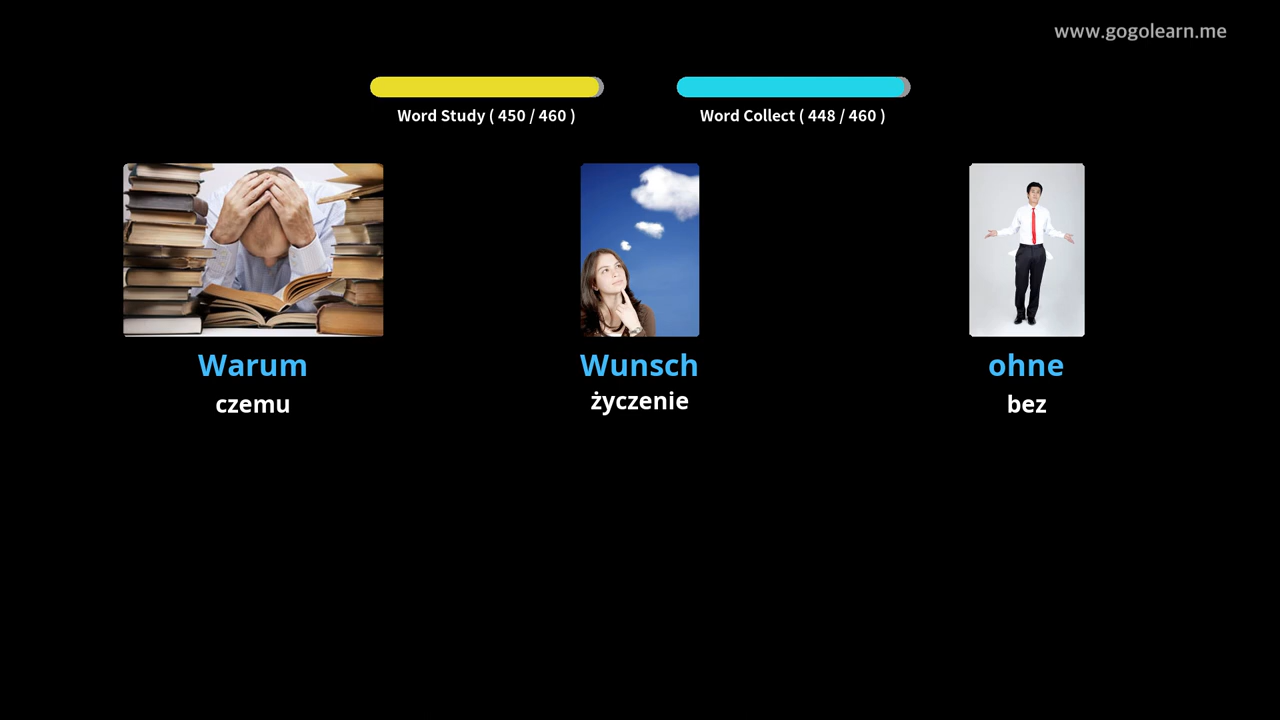 www.gogolearn.me
Word Study ( 450 / 460 )
Word Collect ( 448 / 460 )
Warum
czemu
Wunsch
życzenie
ohne
bez